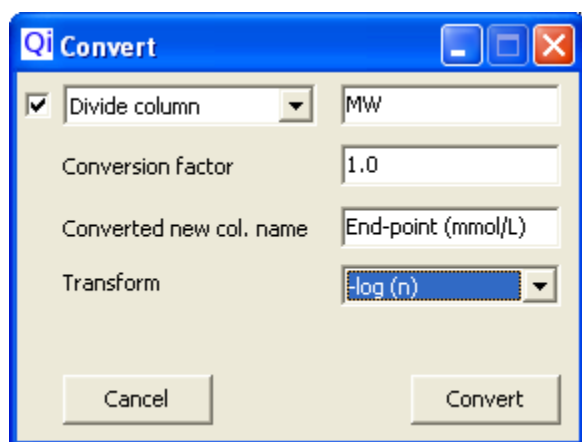 Qi Convert
Divide column MW
Conversion factor 1.0
Converted new col. name End-point (mmol/L)
Transform -log (n)
Cancel Convert